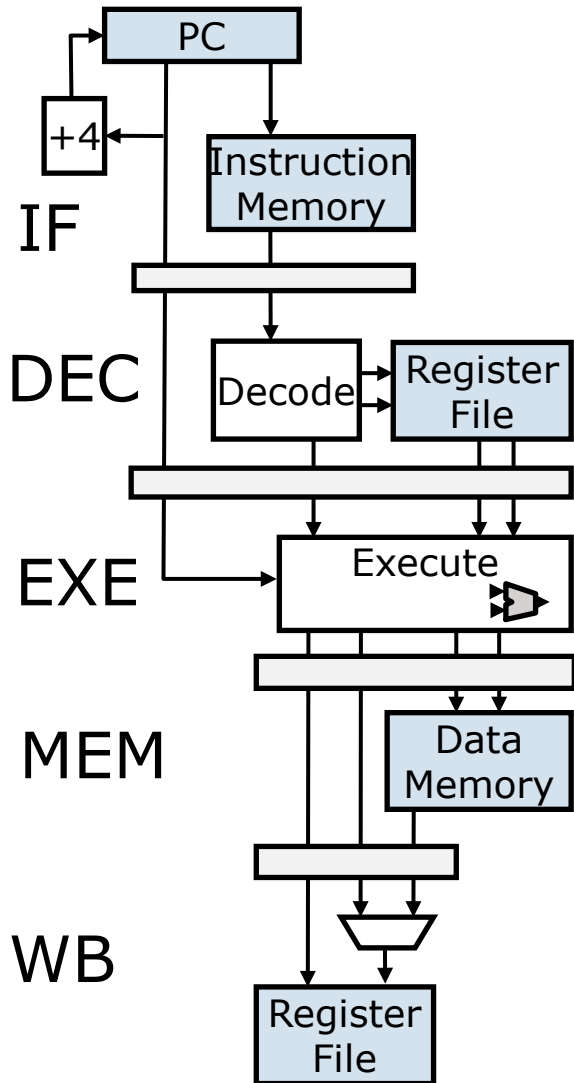 PC
+4
Instruction
Memory
IF
DEC
Decode
Register
File
EXE
Execute
MEM
Data
Memory
WB
Register
File